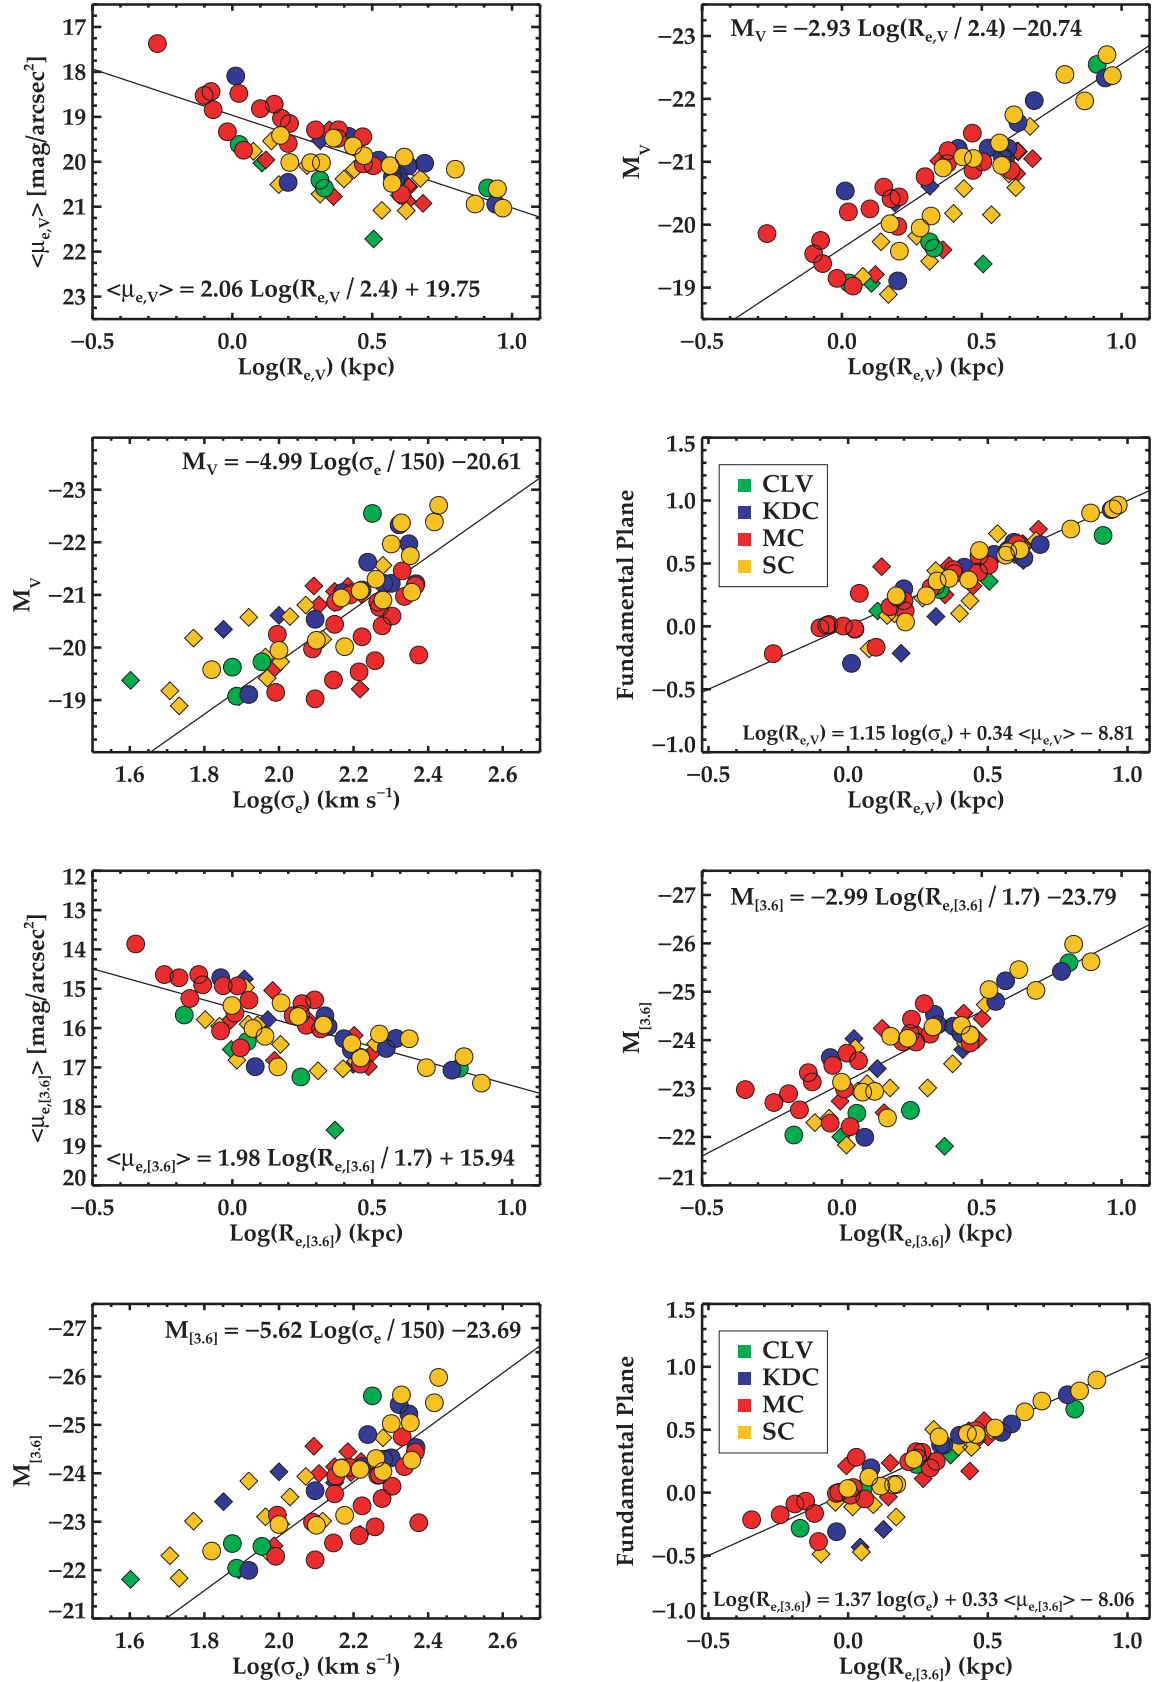 17
18
19
20
21
22
23
<μe,V> [mag/arcsec²]
<μe,V> = 2.06 Log(Re,V / 2.4) + 19.75
−0.5 0.0 0.5 1.0
Log(Re,V) (kpc)
−23
−22
−21
−20
−19
MV
MV = −2.93 Log(Re,V / 2.4) −20.74
−0.5 0.0 0.5 1.0
Log(Re,V) (kpc)
-23
-22
-21
-20
-19
MV
MV = −4.99 Log(σe / 150) −20.61
1.6 1.8 2.0 2.2 2.4 2.6
Log(σe) (km s⁻¹)
1.5
1.0
0.5
0.0
−0.5
−1.0
Fundamental Plane
CLV
KDC
MC
SC
Log(Re,V) = 1.15 log(σe) + 0.34 <μe,V> − 8.81
−0.5 0.0 0.5 1.0
Log(Re,V) (kpc)
12
13
14
15
16
17
18
19
20
<μe,[3.6]> [mag/arcsec²]
<μe,[3.6]> = 1.98 Log(Re,[3.6] / 1.7) + 15.94
−0.5 0.0 0.5 1.0
Log(Re,[3.6]) (kpc)
-27
-26
-25
-24
-23
-22
-21
M[3.6]
M[3.6] = −2.99 Log(Re,[3.6] / 1.7) −23.79
−0.5 0.0 0.5 1.0
Log(Re,[3.6]) (kpc)
-27
-26
-25
-24
-23
-22
-21
M[3.6]
M[3.6] = −5.62 Log(σe / 150) −23.69
1.6 1.8 2.0 2.2 2.4 2.6
Log(σe) (km s⁻¹)
1.5
1.0
0.5
0.0
−0.5
−1.0
Fundamental Plane
CLV
KDC
MC
SC
Log(Re,[3.6]) = 1.37 log(σe) + 0.33 <μe,[3.6]> − 8.06
−0.5 0.0 0.5 1.0
Log(Re,[3.6]) (kpc)